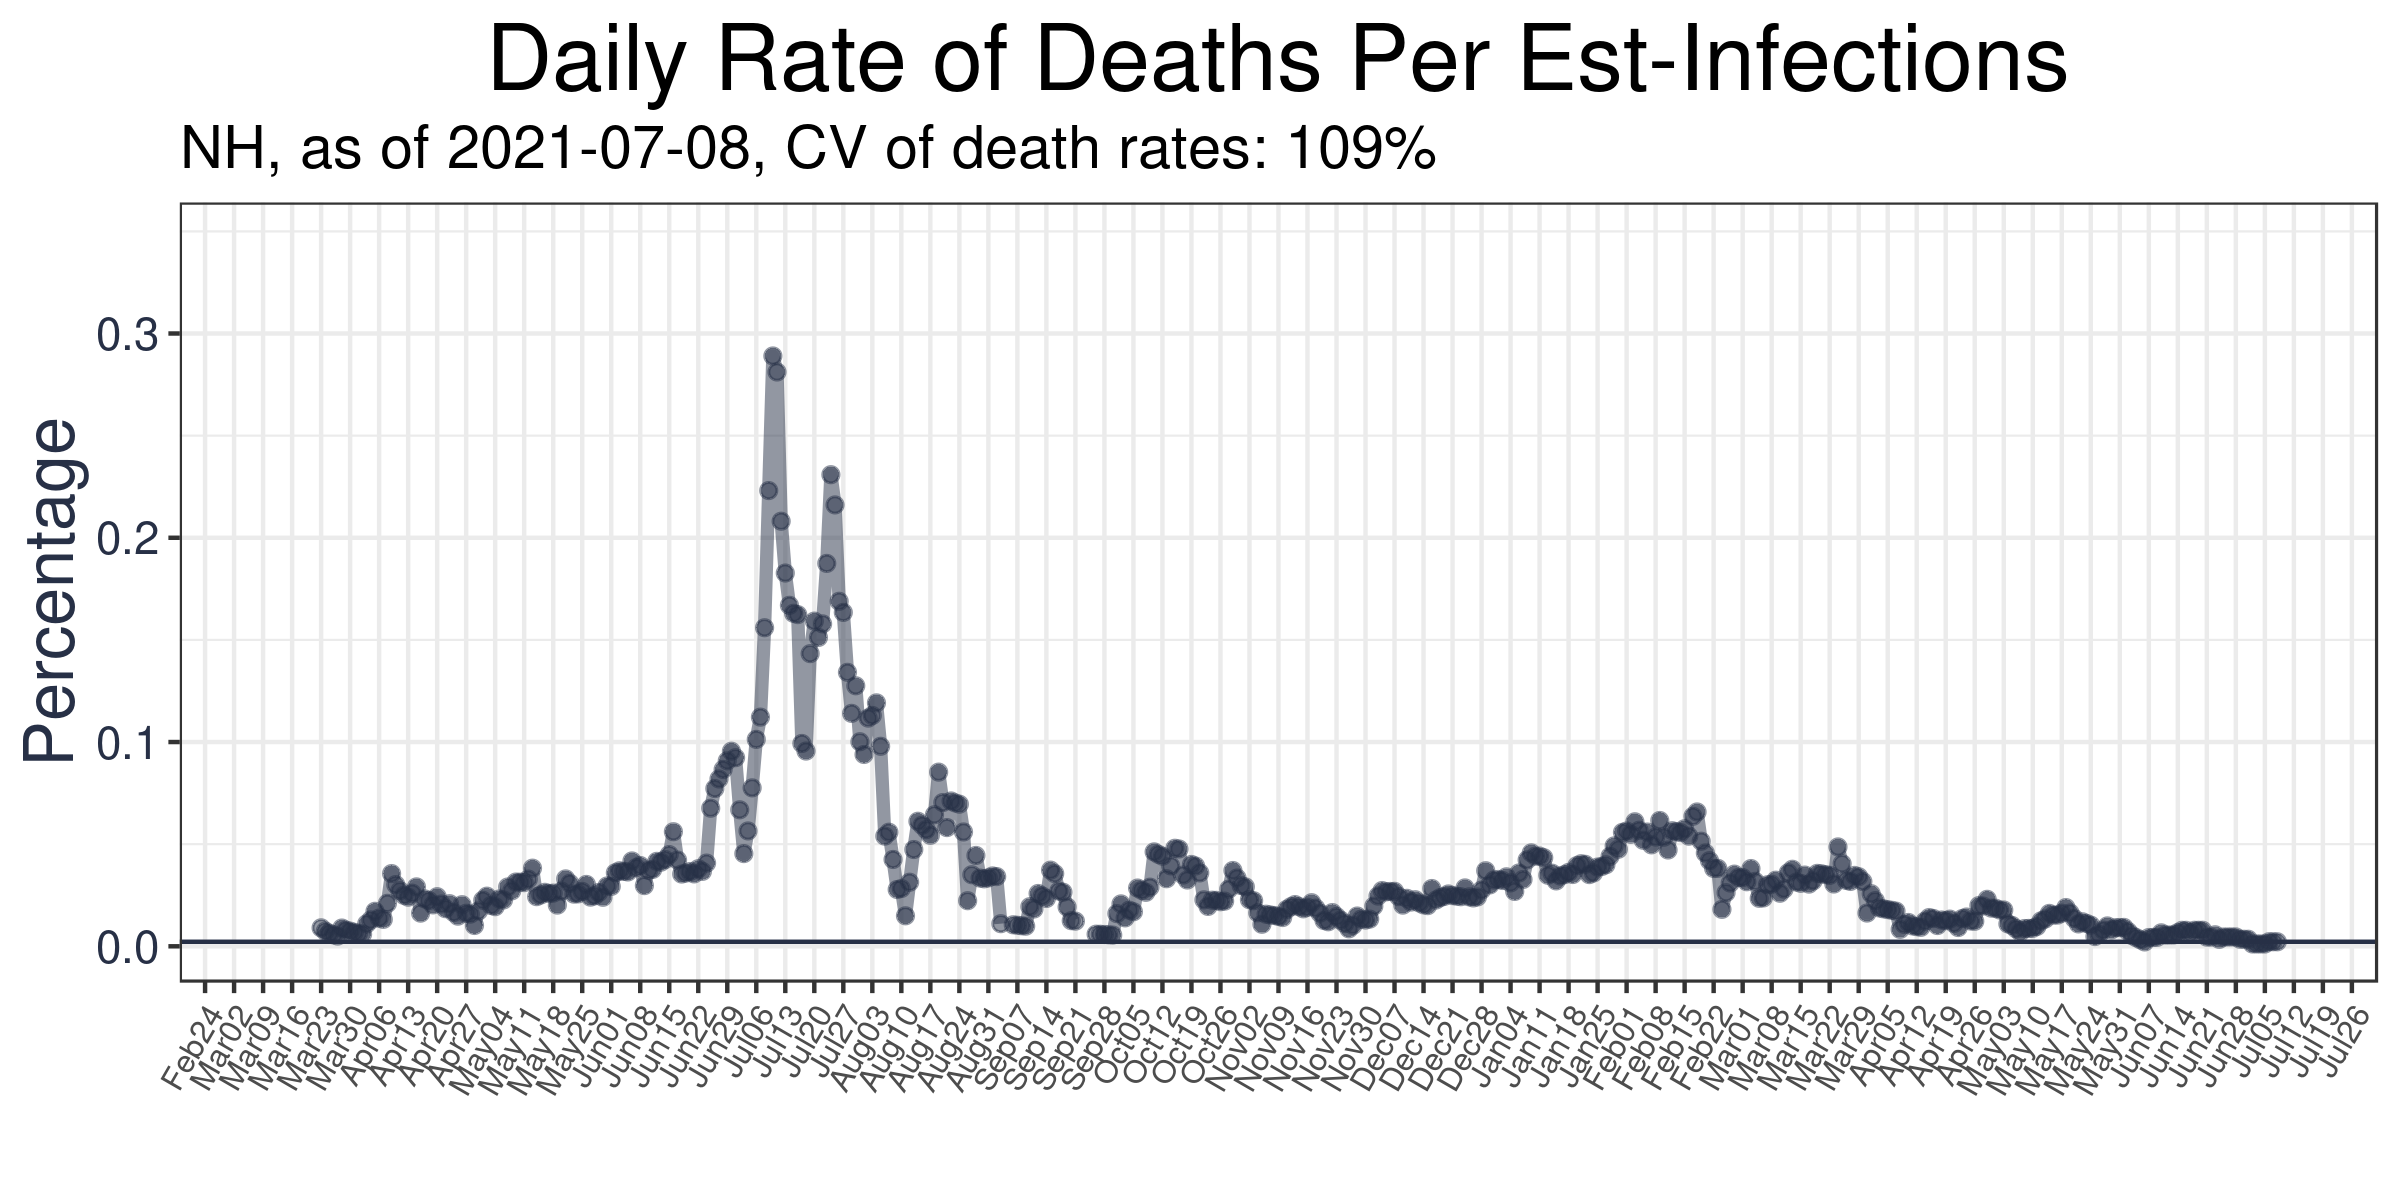 Daily Rate of Deaths Per Est-Infections
NH, as of 2021-07-08, CV of death rates: 109%
Percentage
0.3
0.2
0.1
0.0
Feb24
Mar02
Mar09
Mar16
Mar23
Mar30
Apr06
Apr13
Apr20
Apr27
May04
May11
May18
May25
Jun01
Jun08
Jun15
Jun22
Jun29
Jul06
Jul13
Jul20
Jul27
Aug03
Aug10
Aug17
Aug24
Aug31
Sep07
Sep14
Sep21
Sep28
Oct05
Oct12
Oct19
Oct26
Nov02
Nov09
Nov16
Nov23
Nov30
Dec07
Dec14
Dec21
Dec28
Jan04
Jan11
Jan18
Jan25
Feb01
Feb08
Feb15
Feb22
Mar01
Mar08
Mar15
Mar22
Mar29
Apr05
Apr12
Apr19
Apr26
May03
May10
May17
May24
May31
Jun07
Jun14
Jun21
Jun28
Jul05
Jul12
Jul19
Jul26